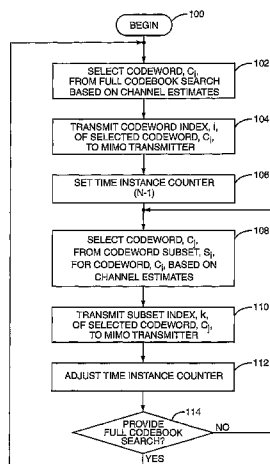 BEGIN
100
SELECT CODEWORD, Ci,
FROM FULL CODEBOOK SEARCH
BASED ON CHANNEL ESTIMATES
102
TRANSMIT CODEWORD INDEX, i,
OF SELECTED CODEWORD, Ci,
TO MIMO TRANSMITTER
104
SET TIME INSTANCE COUNTER
(N-1)
106
SELECT CODEWORD, Cj,
FROM CODEWORD SUBSET, Si,
FOR CODEWORD, Ci, BASED ON
CHANNEL ESTIMATES
108
TRANSMIT SUBSET INDEX, k,
OF SELECTED CODEWORD, Cj,
TO MIMO TRANSMITTER
110
ADJUST TIME INSTANCE COUNTER
112
PROVIDE
FULL CODEBOOK
SEARCH?
114
NO
YES